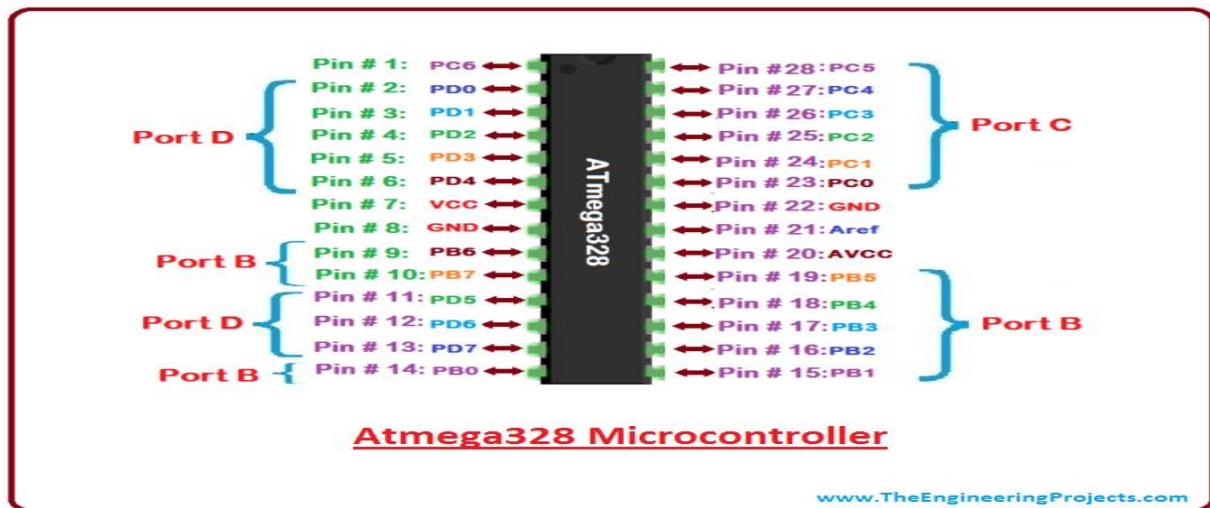 Pin # 1: PC6
Pin # 2: PD0
Pin # 3: PD1
Pin # 4: PD2
Pin # 5: PD3
Pin # 6: PD4
Pin # 7: VCC
Pin # 8: GND
Pin # 9: PB6
Pin # 10: PB7
Pin # 11: PD5
Pin # 12: PD6
Pin # 13: PD7
Pin # 14: PB0
Port D
Port B
Port D
Port B
ATmega328
Pin #28:PC5
Pin #27:PC4
Pin #26:PC3
Pin #25:PC2
Pin #24:PC1
Pin #23:PC0
Pin # 22:GND
Pin # 21:Aref
Pin # 20:AVCC
Pin # 19:PB5
Pin # 18:PB4
Pin # 17:PB3
Pin # 16:PB2
Pin # 15:PB1
Port C
Port B
Atmega328 Microcontroller
www.TheEngineeringProjects.com